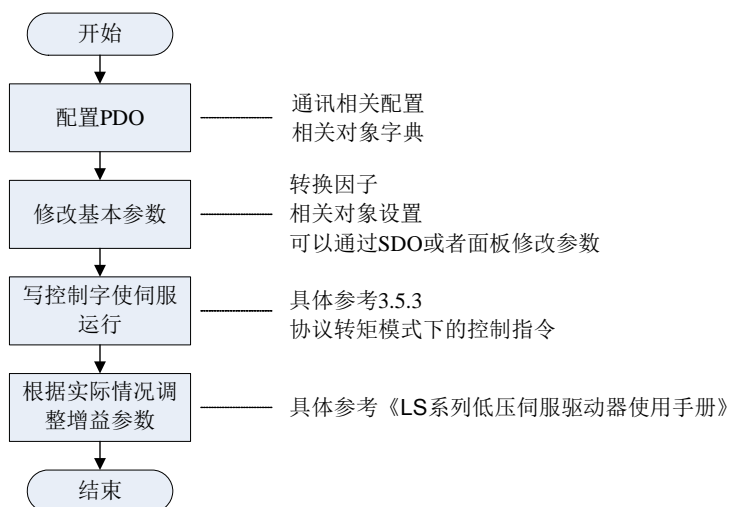 开始
配置PDO
通讯相关配置
相关对象字典
修改基本参数
转换因子
相关对象设置
可以通过SDO或者面板修改参数
写控制字使伺服
运行
具体参考3.5.3
协议转矩模式下的控制指令
根据实际情况调
整增益参数
具体参考《LS系列低压伺服驱动器使用手册》
结束